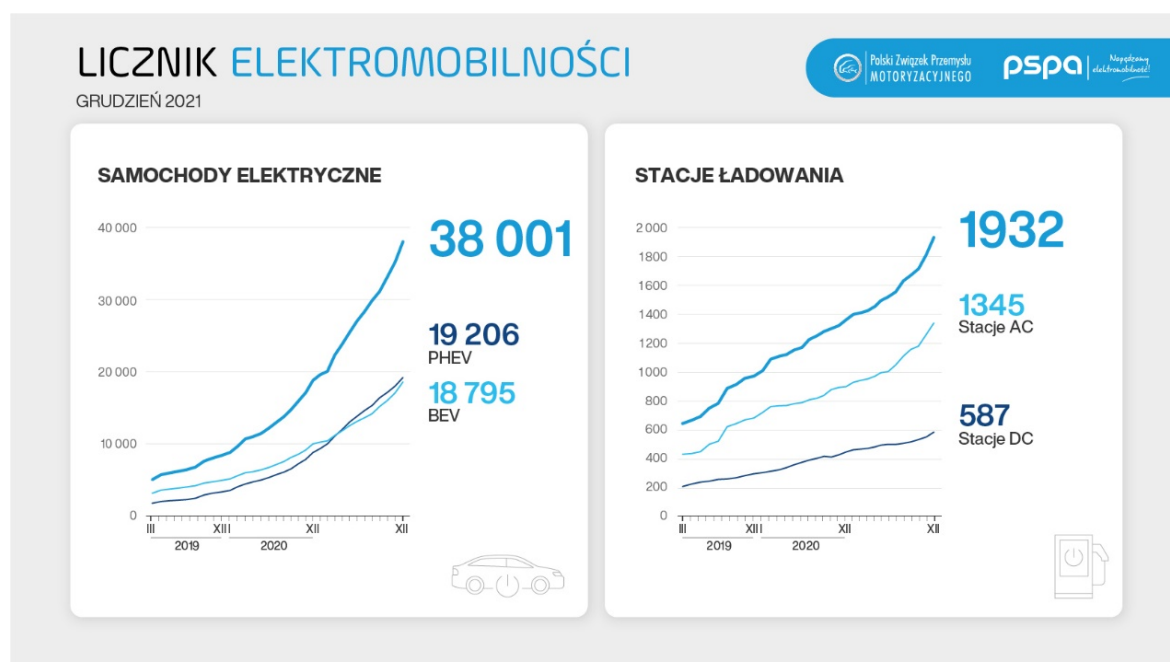 LICZNIK ELEKTROMOBILNOŚCI
GRUDZIEŃ 2021
Polski Związek Przemysłu
MOTORYZACYJNEGO
pspa
Napędzamy
elektromobilność!
SAMOCHODY ELEKTRYCZNE
40 000
30 000
20 000
10 000
0
III
XII
I
XII
XII
2019
2020
38 001
19 206
PHEV
18 795
BEV
STACJE ŁADOWANIA
2 000
1800
1600
1400
1200
1000
800
600
400
200
0
III
XII
I
XII
XII
2019
2020
1932
1345
Stacje AC
587
Stacje DC